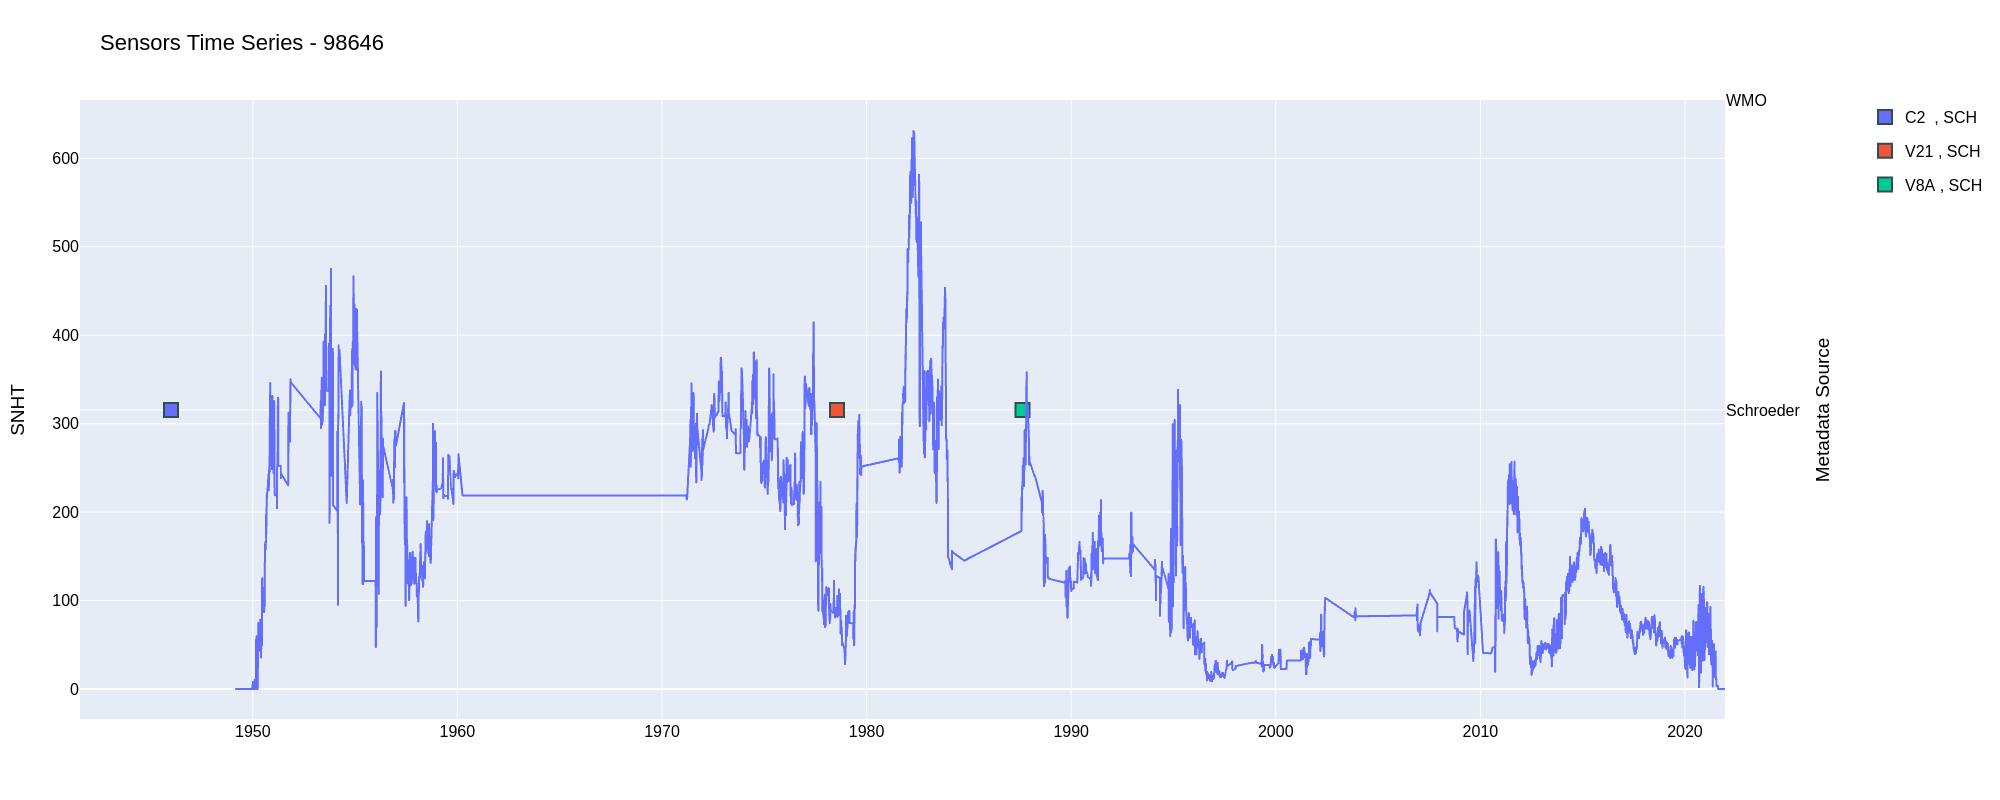 Sensors Time Series - 98646
WMO
C2 , SCH
V21 , SCH
V8A , SCH
600
500
400
300
200
100
0
SNHT
Schroeder
Metadata Source
1950 1960 1970 1980 1990 2000 2010 2020